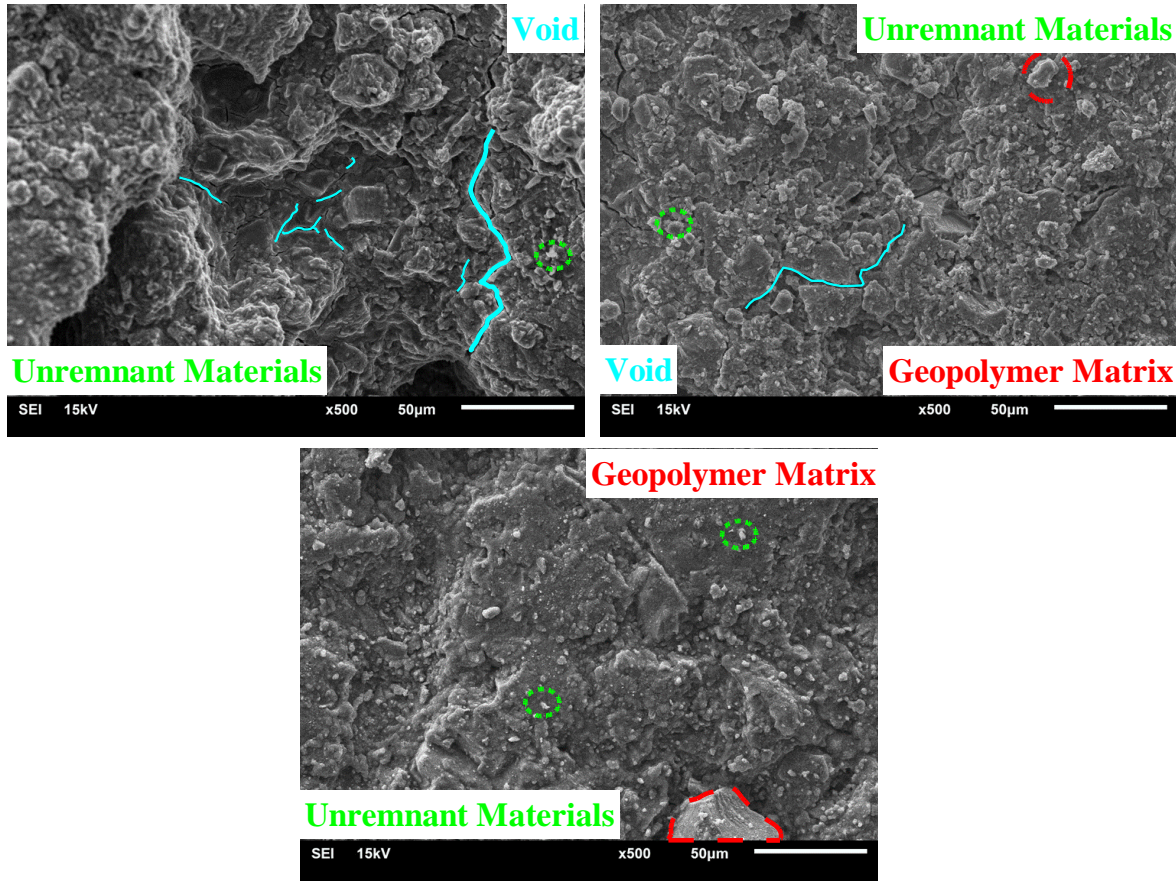 Void
Unremnant Materials
SEI 15kV x500 50μm
Unremnant Materials
Void
Geopolymer Matrix
SEI 15kV x500 50μm
Geopolymer Matrix
Unremnant Materials
SEI 15kV x500 50μm